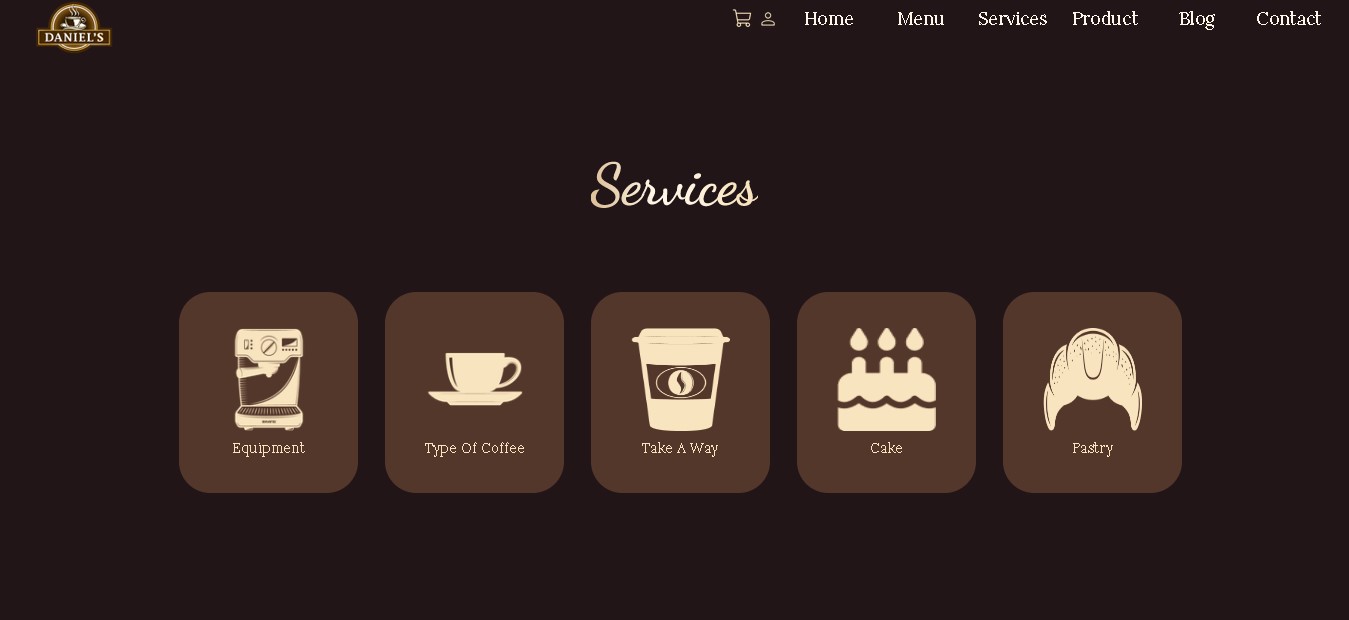 DANIEL'S
Home Menu Services Product Blog Contact
Services
Equipment
Type Of Coffee
Take A Way
Cake
Pastry